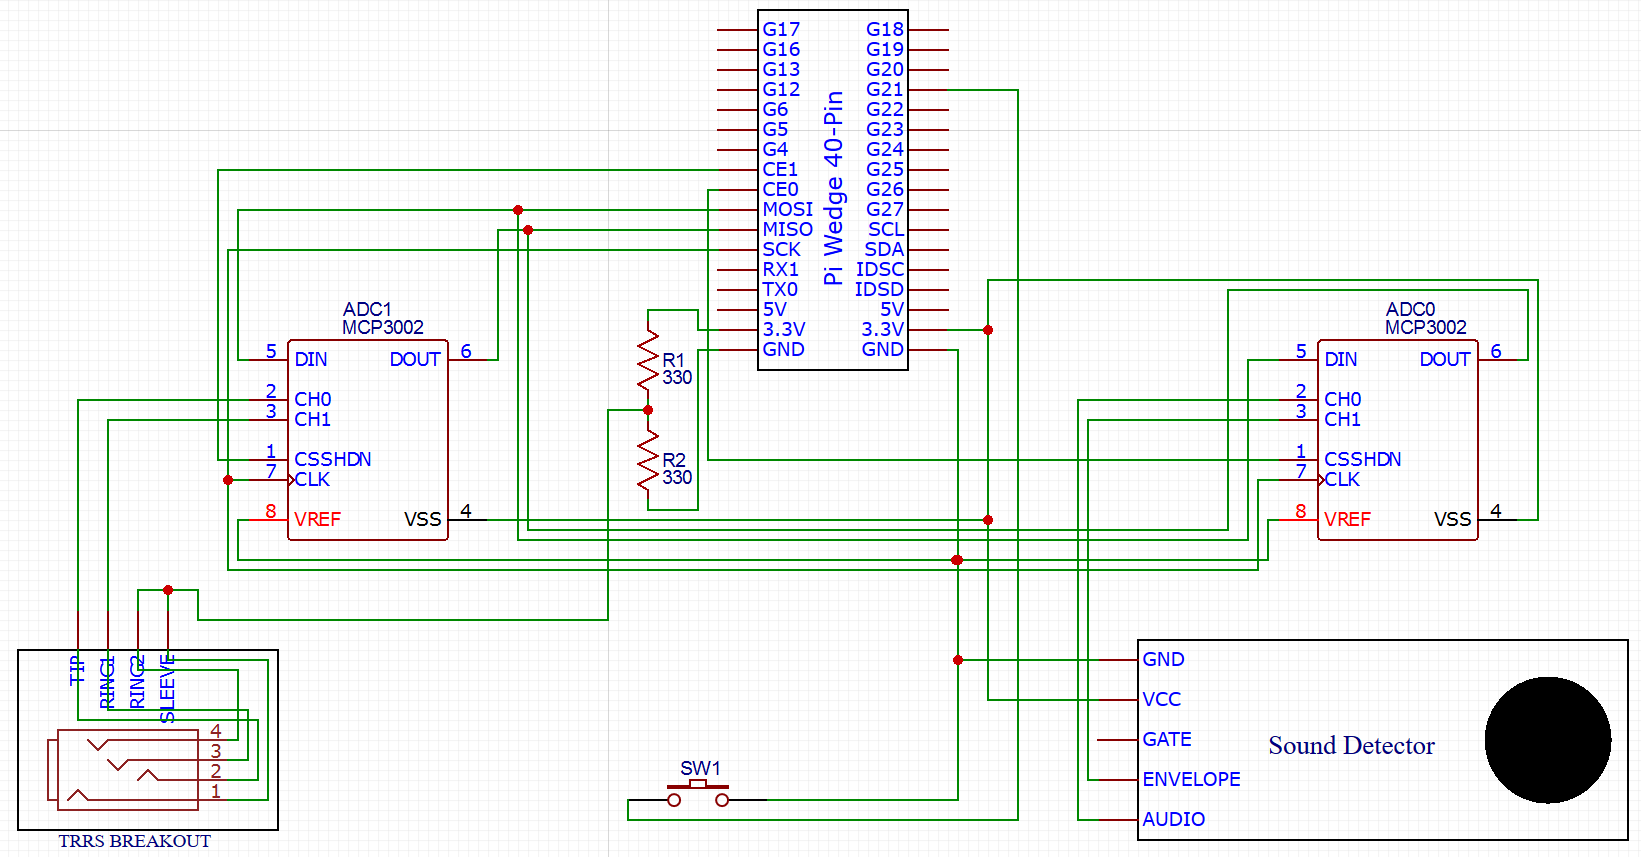 G17 G18
G16 G19
G13 G20
G12 G21
G6 G22
G5 G23
G4 G24
CE1 G25
CE0 G26
MOSI G27
MISO SCL
SCK SDA
RX1 IDSC
TX0 IDSD
5V 5V
3.3V 3.3V
GND GND
Pi Wedge 40-Pin
ADC1
MCP3002
5 DIN DOUT 6
2 CH0
3 CH1
1 CSSHDN
7 CLK
8 VREF VSS 4
R1
330
R2
330
ADC0
MCP3002
5 DIN DOUT 6
2 CH0
3 CH1
1 CSSHDN
7 CLK
8 VREF VSS 4
TIP
RING1
RING2
SLEEVE
4
3
2
1
TRRS BREAKOUT
SW1
GND
VCC
GATE
ENVELOPE
AUDIO
Sound Detector